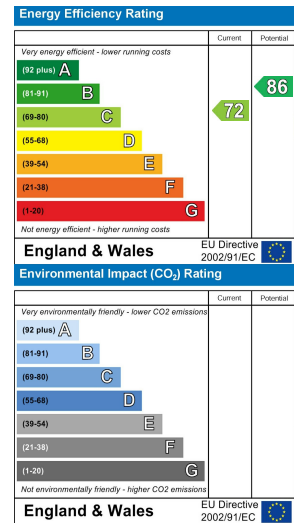 Energy Efficiency Rating
Current Potential
Very energy efficient - lower running costs
(92 plus) A
(81-91) B
86
(69-80) C
72
(55-68) D
(39-54) E
(21-38) F
(1-20) G
Not energy efficient - higher running costs
England & Wales
EU Directive
2002/91/EC
Environmental Impact (CO₂) Rating
Current Potential
Very environmentally friendly - lower CO2 emissions
(92 plus) A
(81-91) B
(69-80) C
(55-68) D
(39-54) E
(21-38) F
(1-20) G
Not environmentally friendly - higher CO2 emissions
England & Wales
EU Directive
2002/91/EC